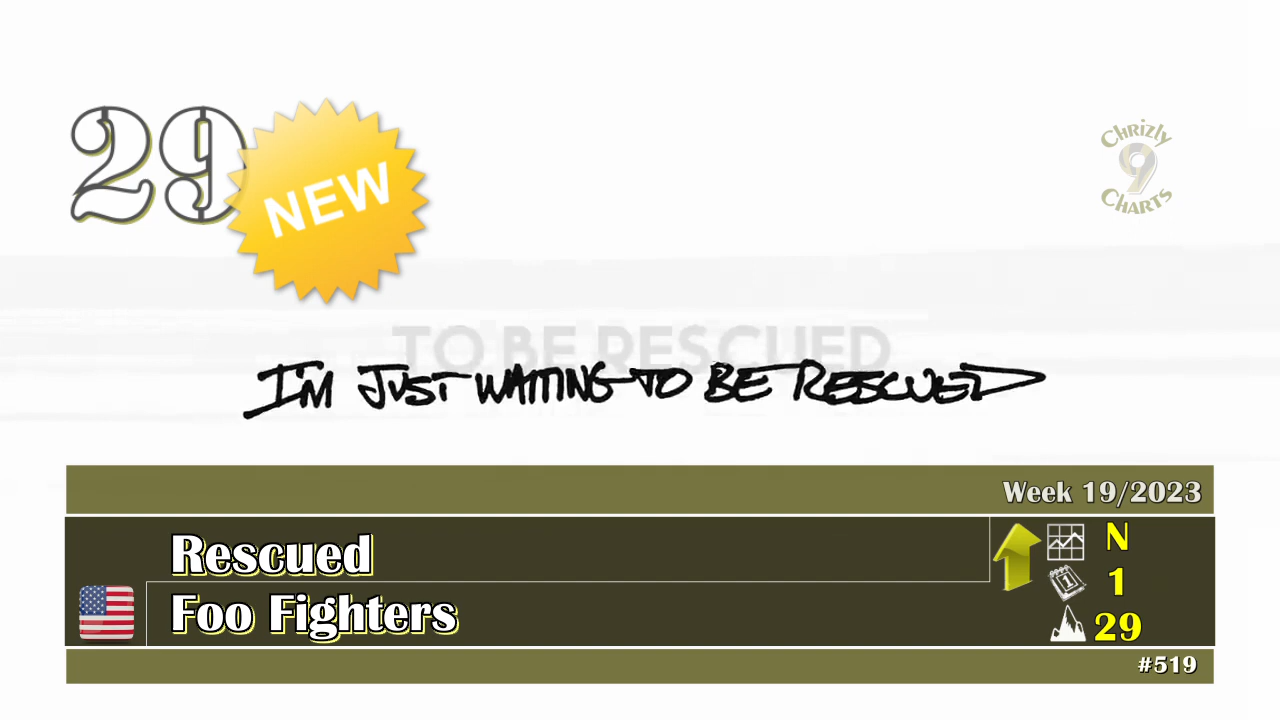 29
NEW
Chrizly
9
Charts
TO BE RESCUED
I'M JUST WAITING TO BE RESCUED
Week 19/2023
Rescued
N
1
Foo Fighters
29
#519